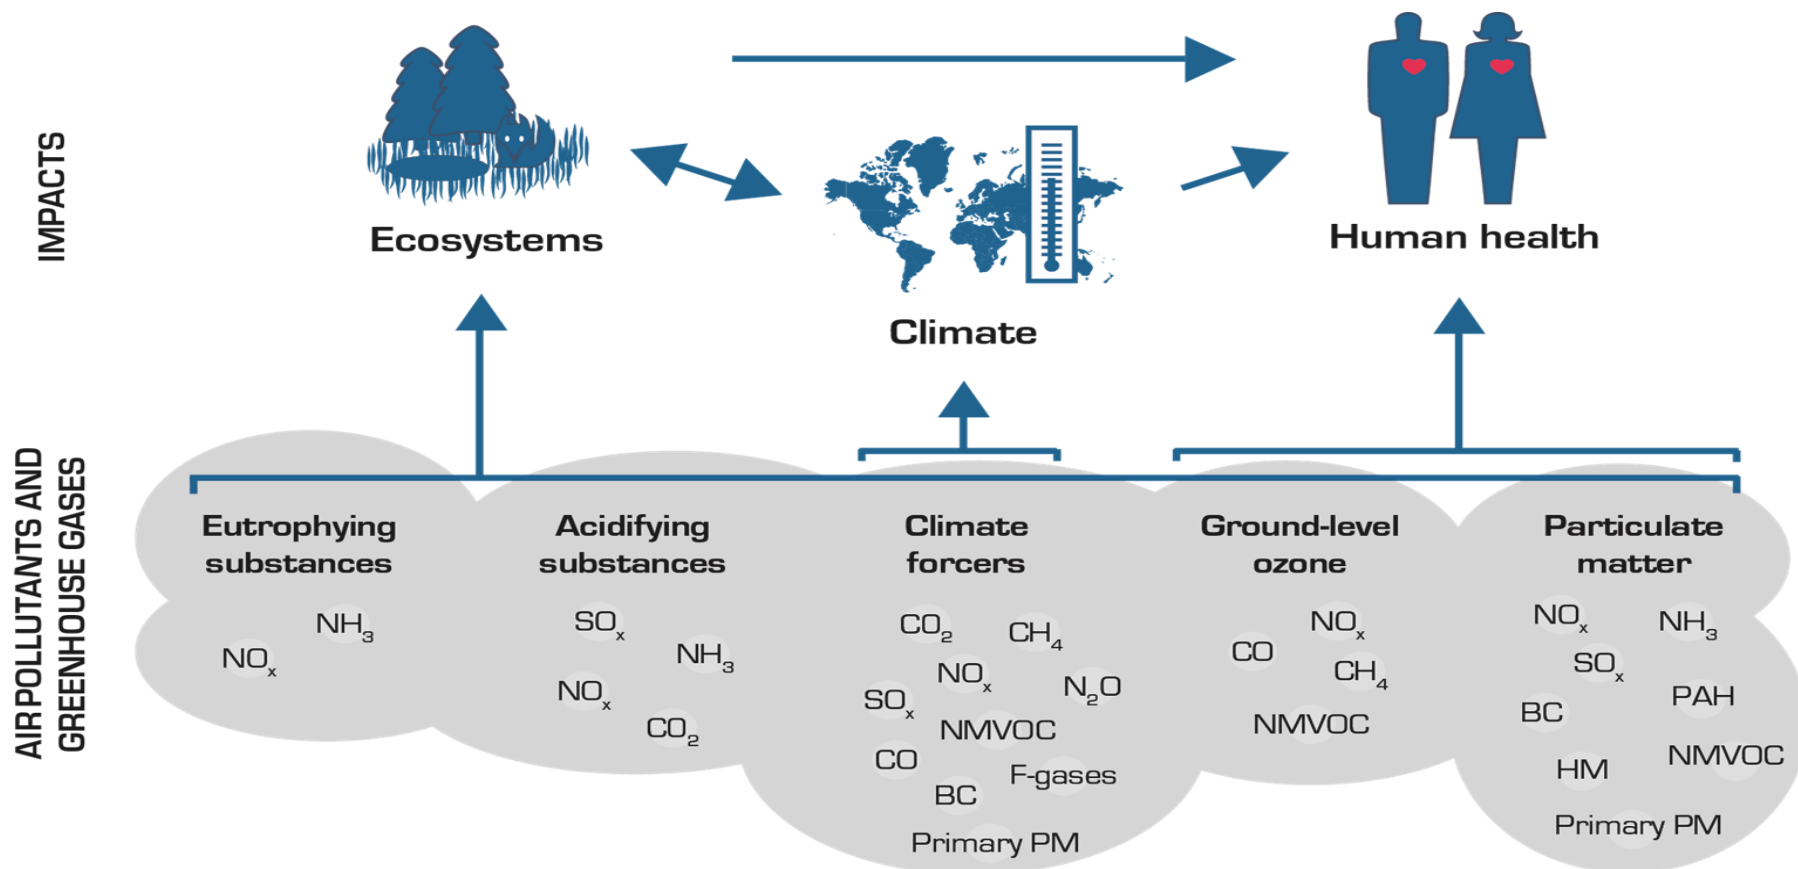 IMPACTS
Ecosystems
Climate
Human health
AIR POLLUTANTS AND
GREENHOUSE GASES
Eutrophying
substances
NH₃
NOₓ
Acidifying
substances
SOₓ
NH₃
NOₓ
CO₂
Climate
forcers
CO₂
CH₄
NOₓ
N₂O
SOₓ
NMVOC
CO
F-gases
BC
Primary PM
Ground-level
ozone
NOₓ
CO
CH₄
NMVOC
Particulate
matter
NOₓ
NH₃
SOₓ
PAH
BC
NMVOC
HM
Primary PM